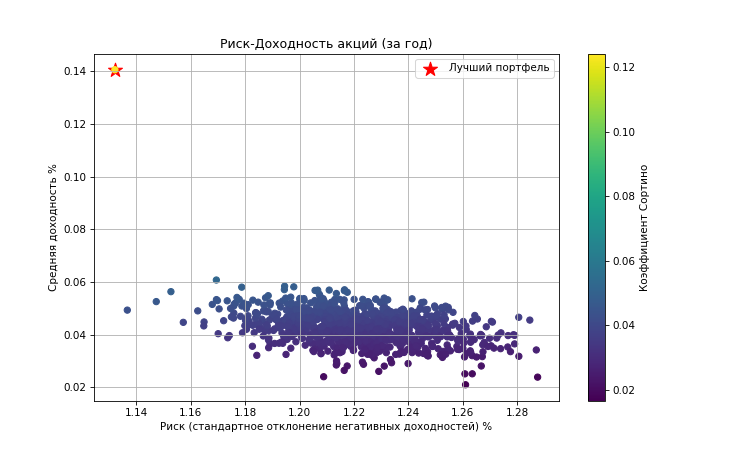 Риск-Доходность акций (за год)
Лучший портфель
Средняя доходность %
0.14
0.12
0.10
0.08
0.06
0.04
0.02
1.14 1.16 1.18 1.20 1.22 1.24 1.26 1.28
Риск (стандартное отклонение негативных доходностей) %
0.12
0.10
0.08
0.06
0.04
0.02
Коэффициент Сортино